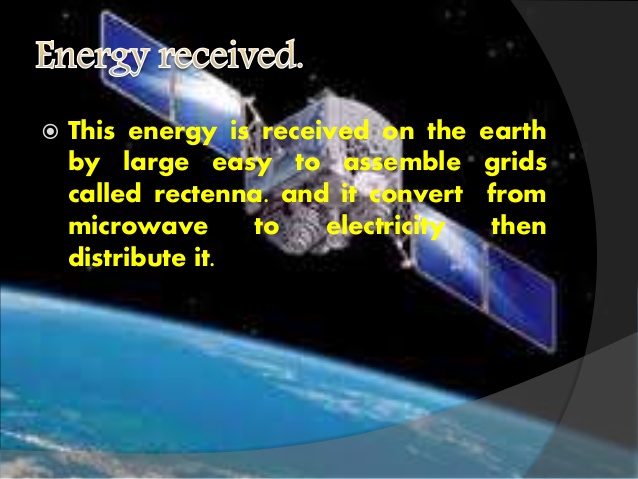 Energy received.
This energy is received on the earth
by large easy to assemble grids
called rectenna. and it convert from
microwave to electricity then
distribute it.